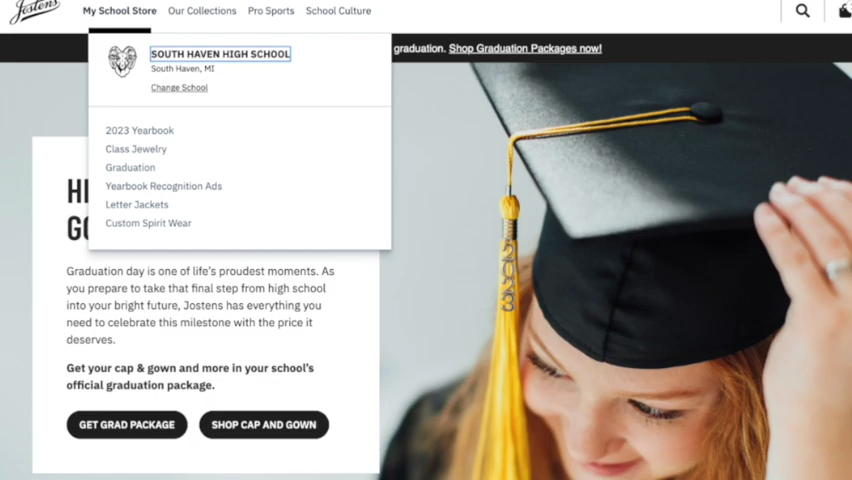 Jostens
My School Store Our Collections Pro Sports School Culture
graduation. Shop Graduation Packages now!
SOUTH HAVEN HIGH SCHOOL
South Haven, MI
Change School
2023 Yearbook
Class Jewelry
Graduation
Yearbook Recognition Ads
Letter Jackets
Custom Spirit Wear
Graduation day is one of life's proudest moments. As
you prepare to take that final step from high school
into your bright future, Jostens has everything you
need to celebrate this milestone with the price it
deserves.
Get your cap & gown and more in your school's
official graduation package.
GET GRAD PACKAGE SHOP CAP AND GOWN
2023